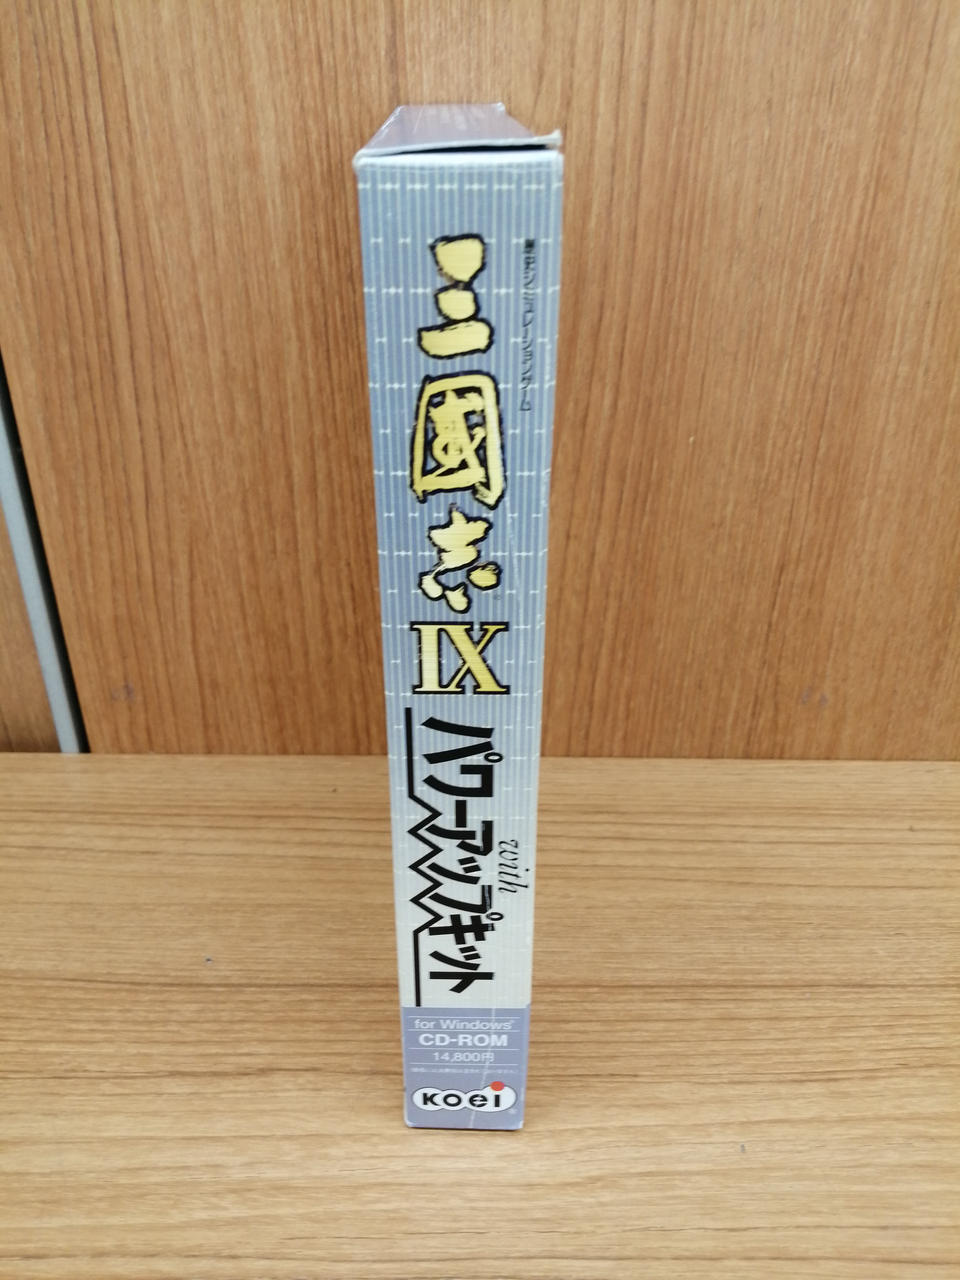 歴史シミュレーションゲーム
三國志
IX
with
パワーアップキット
for Windows®
CD-ROM
14,800円
KOEI